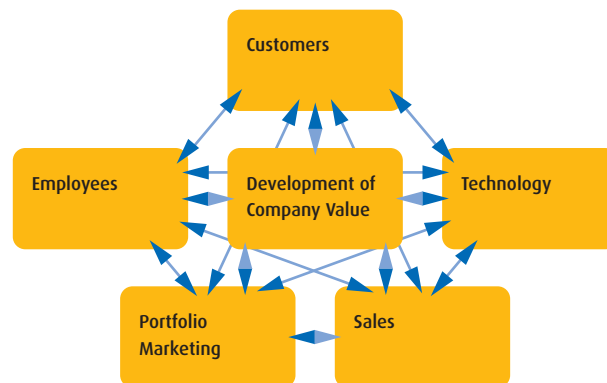 Customers
Employees
Development of
Company Value
Technology
Portfolio
Marketing
Sales